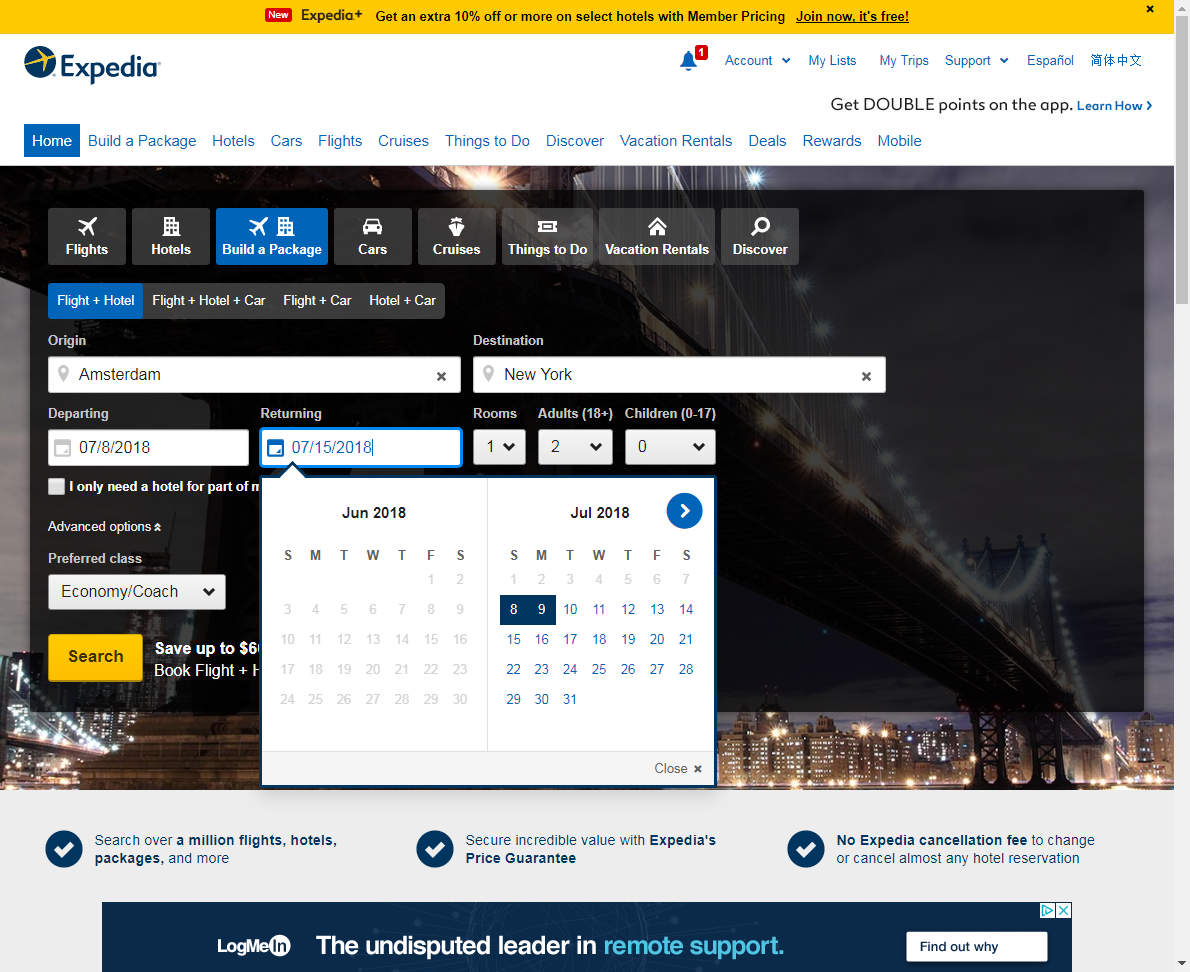 New Expedia+ Get an extra 10% off or more on select hotels with Member Pricing Join now, it's free!
Expedia
1 Account My Lists My Trips Support Español 简体中文
Get DOUBLE points on the app. Learn How
Home Build a Package Hotels Cars Flights Cruises Things to Do Discover Vacation Rentals Deals Rewards Mobile
Flights Hotels Build a Package Cars Cruises Things to Do Vacation Rentals Discover
Flight + Hotel Flight + Hotel + Car Flight + Car Hotel + Car
Origin Destination
Amsterdam New York
Departing Returning Rooms Adults (18+) Children (0-17)
07/8/2018 07/15/2018 1 2 0
I only need a hotel for part of m
Advanced options
Preferred class
Economy/Coach
Search
Save up to $6
Book Flight + H
Jun 2018
S M T W T F S
1 2
3 4 5 6 7 8 9
10 11 12 13 14 15 16
17 18 19 20 21 22 23
24 25 26 27 28 29 30
Jul 2018
S M T W T F S
1 2 3 4 5 6 7
8 9 10 11 12 13 14
15 16 17 18 19 20 21
22 23 24 25 26 27 28
29 30 31
Close
Search over a million flights, hotels,
packages, and more
Secure incredible value with Expedia's
Price Guarantee
No Expedia cancellation fee to change
or cancel almost any hotel reservation
LogMeIn The undisputed leader in remote support. Find out why